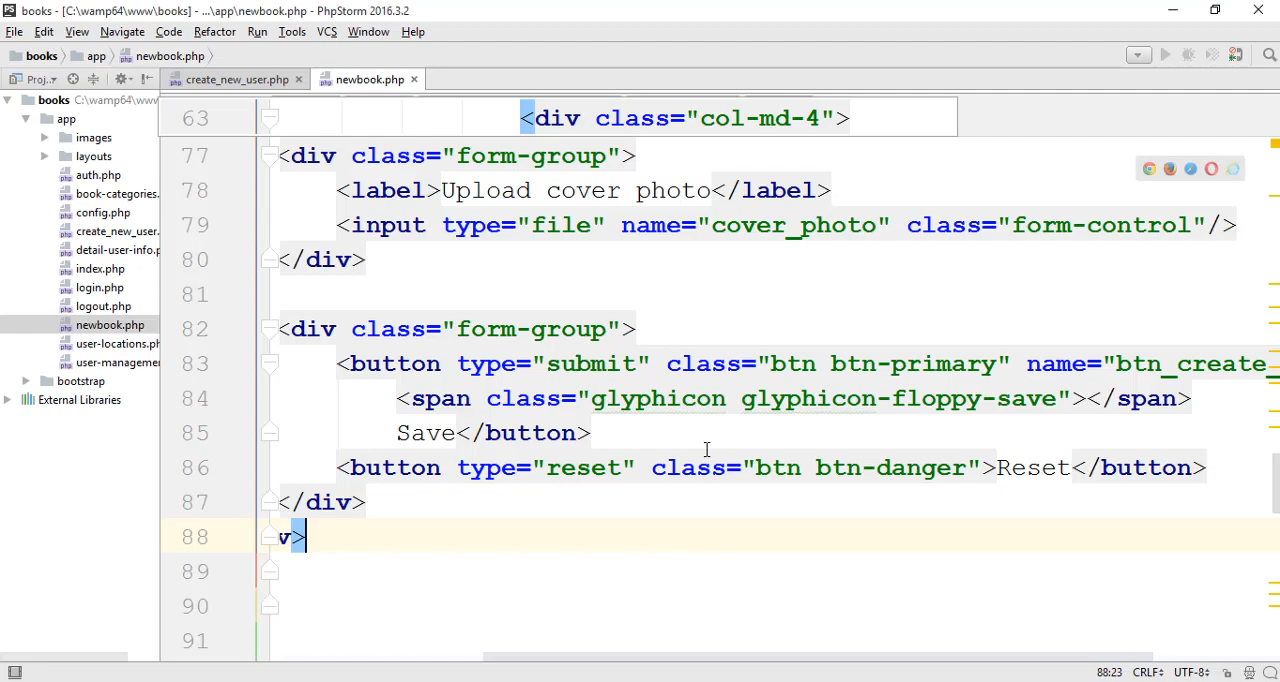 PS books - [C:\wamp64\www\books] - ...\app\newbook.php - PhpStorm 2016.3.2
File Edit View Navigate Code Refactor Run Tools VCS Window Help
books app newbook.php
Proj.. create_new_user.php newbook.php
books C:\wamp64\www
app
images
layouts
auth.php
book-categories.
config.php
create_new_user.
detail-user-info.p
index.php
login.php
logout.php
newbook.php
user-locations.ph
user-manageme
bootstrap
External Libraries
63 <div class="col-md-4">
77 <div class="form-group">
78 <label>Upload cover photo</label>
79 <input type="file" name="cover_photo" class="form-control"/>
80 </div>
81
82 <div class="form-group">
83 <button type="submit" class="btn btn-primary" name="btn_create_
84 <span class="glyphicon glyphicon-floppy-save"></span>
85 Save</button>
86 <button type="reset" class="btn btn-danger">Reset</button>
87 </div>
88 v>
89
90
91
88:23 CRLF UTF-8